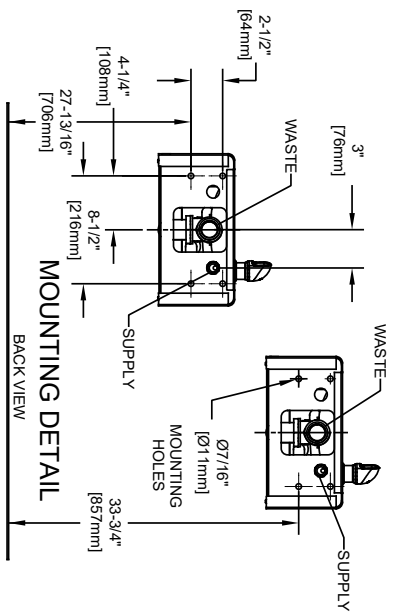 2-1/2"
[64mm]
4-1/4"
[108mm]
27-13/16"
[706mm]
3"
[76mm]
WASTE
8-1/2"
[216mm]
SUPPLY
WASTE
Ø7/16"
[Ø11mm]
MOUNTING
HOLES
SUPPLY
33-3/4"
[857mm]
MOUNTING DETAIL
BACK VIEW